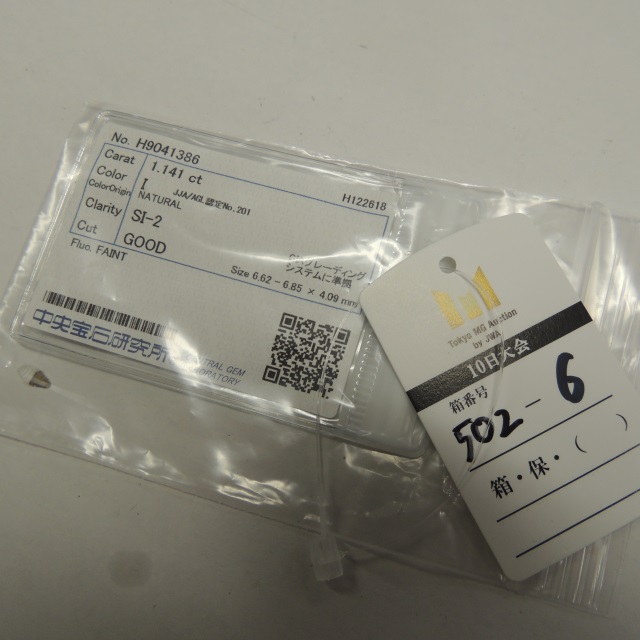 No. H9041386
Carat 1.141 ct
Color I
JJA/AGL認定No.201
H122618
ColorOrigin NATURAL
Clarity SI-2
Cut GOOD
Fluo. FAINT
システムに準拠
Size 6.62 - 6.85 × 4.09 mm
中央宝石研究所
CENTRAL GEM
LABORATORY
Tokyo MG Auction
by JWA
10日大会
箱番号
502-6
箱・保・( )